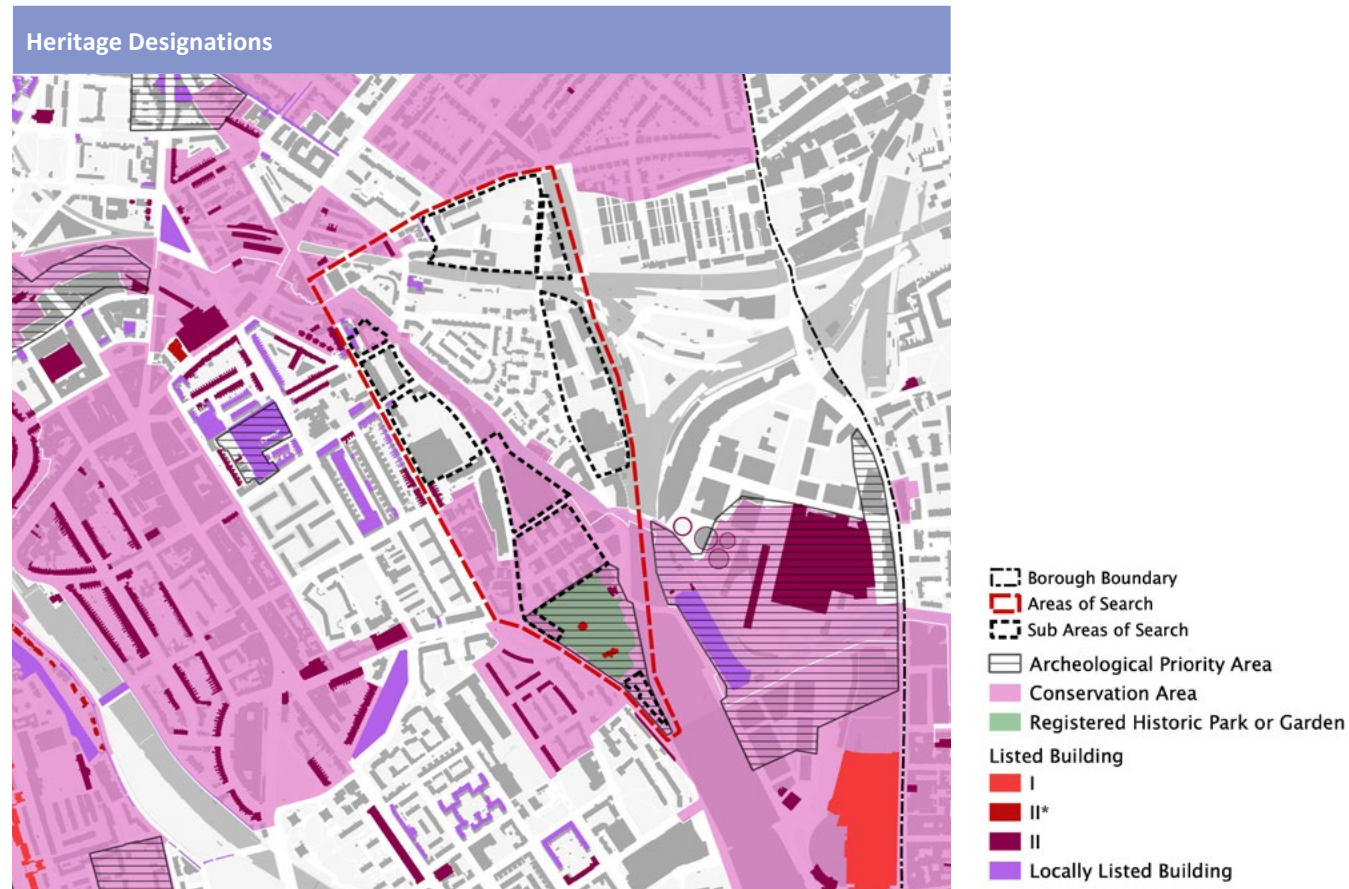 Heritage Designations
Borough Boundary
Areas of Search
Sub Areas of Search
Archeological Priority Area
Conservation Area
Registered Historic Park or Garden
Listed Building
I
II*
II
Locally Listed Building